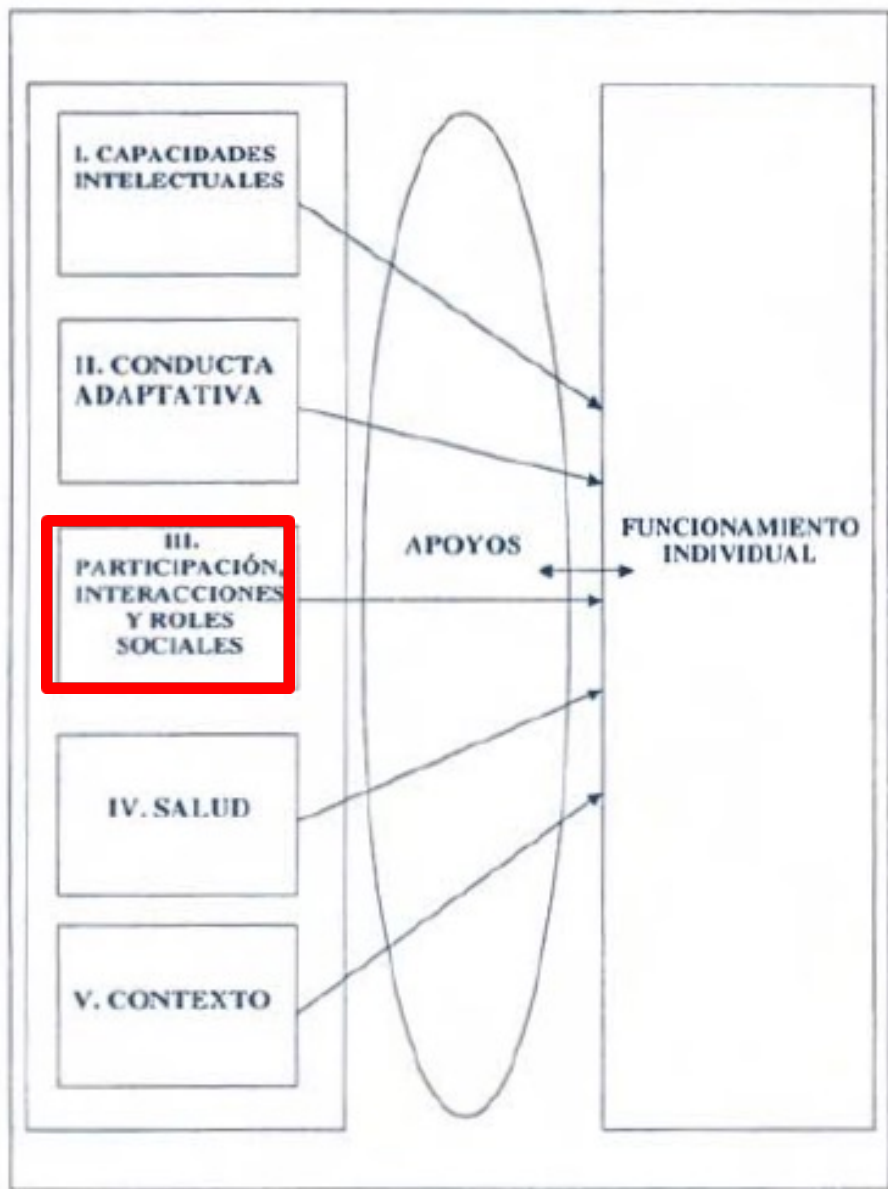 I. CAPACIDADES
INTELECTUALES
II. CONDUCTA
ADAPTATIVA
III.
PARTICIPACIÓN,
INTERACCIONES
Y ROLES
SOCIALES
IV. SALUD
V. CONTEXTO
APOYOS
FUNCIONAMIENTO
INDIVIDUAL